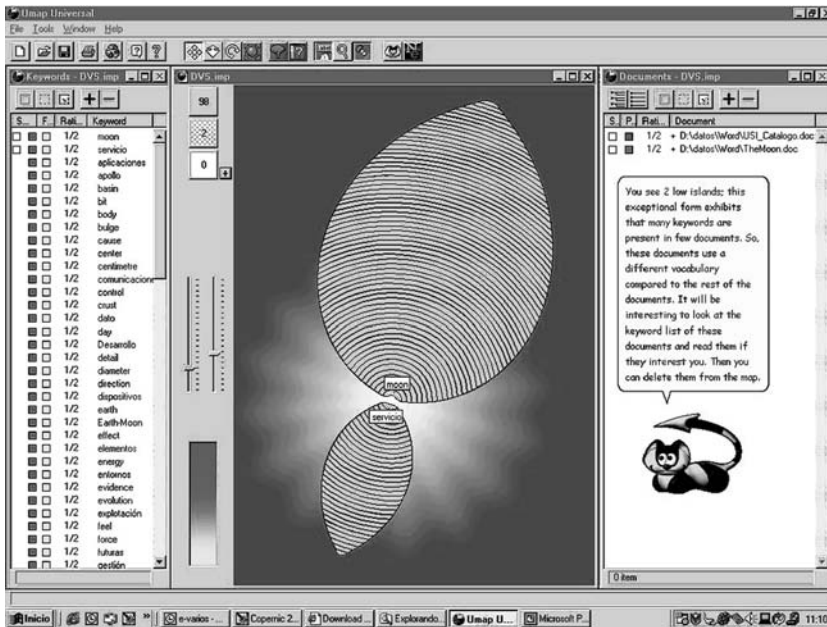 Umap Universal
File Tools Window Help
Keywords - DVS.imp
DVS.imp
Documents - DVS.imp
S... F... Rati... Keyword
1/2 moon
1/2 servicio
1/2 aplicaciones
1/2 apollo
1/2 basin
1/2 bit
1/2 body
1/2 bulge
1/2 cause
1/2 center
1/2 centimetre
1/2 comunicacione
1/2 control
1/2 crust
1/2 dato
1/2 day
1/2 Desarrollo
1/2 detail
1/2 diameter
1/2 direction
1/2 dispositivos
1/2 earth
1/2 Earth-Moon
1/2 effect
1/2 elementos
1/2 energy
1/2 entornos
1/2 evidence
1/2 evolution
1/2 explotación
1/2 feel
1/2 force
1/2 futuras
1/2 gestión
98
2
0
moon
servicio
S.. P.. Rati... Document
1/2 + D:\datos\Word\USI_Catalogo.doc
1/2 + D:\datos\Word\TheMoon.doc
You see 2 low islands; this
exceptional form exhibits
that many keywords are
present in few documents. So,
these documents use a
different vocabulary
compared to the rest of the
documents. It will be
interesting to look at the
keyword list of these
documents and read them if
they interest you. Then you
can delete them from the map.
0 item
Inicio
e-varios - ...
Copernic 2...
Download ...
Explorando...
Umap U...
Microsoft P...
11:10